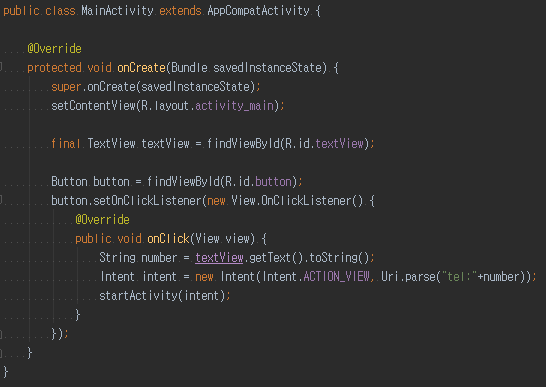 public class MainActivity extends AppCompatActivity {
@Override
protected void onCreate(Bundle savedInstanceState) {
super.onCreate(savedInstanceState);
setContentView(R.layout.activity_main);
final TextView textView = findViewById(R.id.textView);
Button button = findViewById(R.id.button);
button.setOnClickListener(new View.OnClickListener() {
@Override
public void onClick(View view) {
String number = textView.getText().toString();
Intent intent = new Intent(Intent.ACTION_VIEW, Uri.parse("tel:"+number));
startActivity(intent);
}
});
}
}